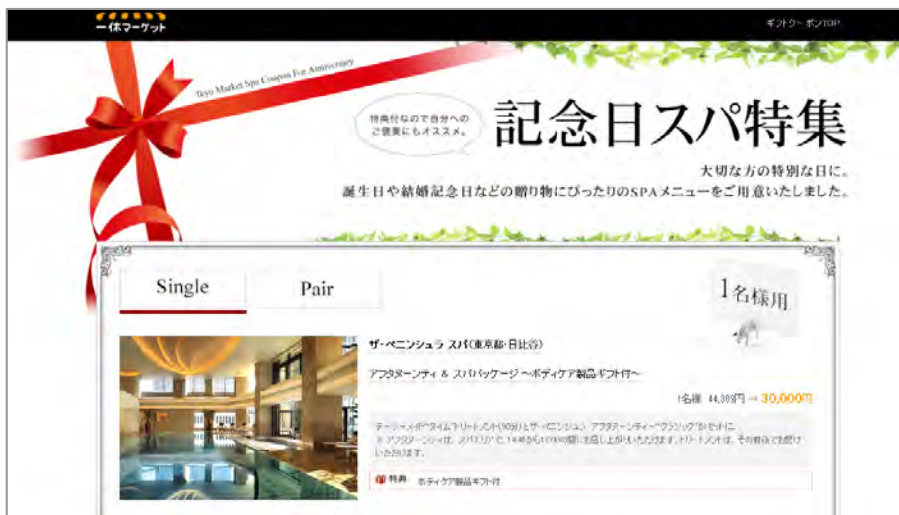 一休マーケット
ギフトクーポンTOP
Ikyu Market Spa Coupon For Anniversary
特典付なので自分への
ご褒美にもオススメ。
記念日スパ特集
大切な方の特別な日に。
誕生日や結婚記念日などの贈り物にぴったりのSPAメニューをご用意いたしました。
Single
Pair
1名様用
ザ・ペニンシュラ スパ(東京都・日比谷)
アフタヌーンティ & スパパッケージ ～ボディケア製品ギフト付～
1名様
30,000円
特典
ボディケア製品ギフト付